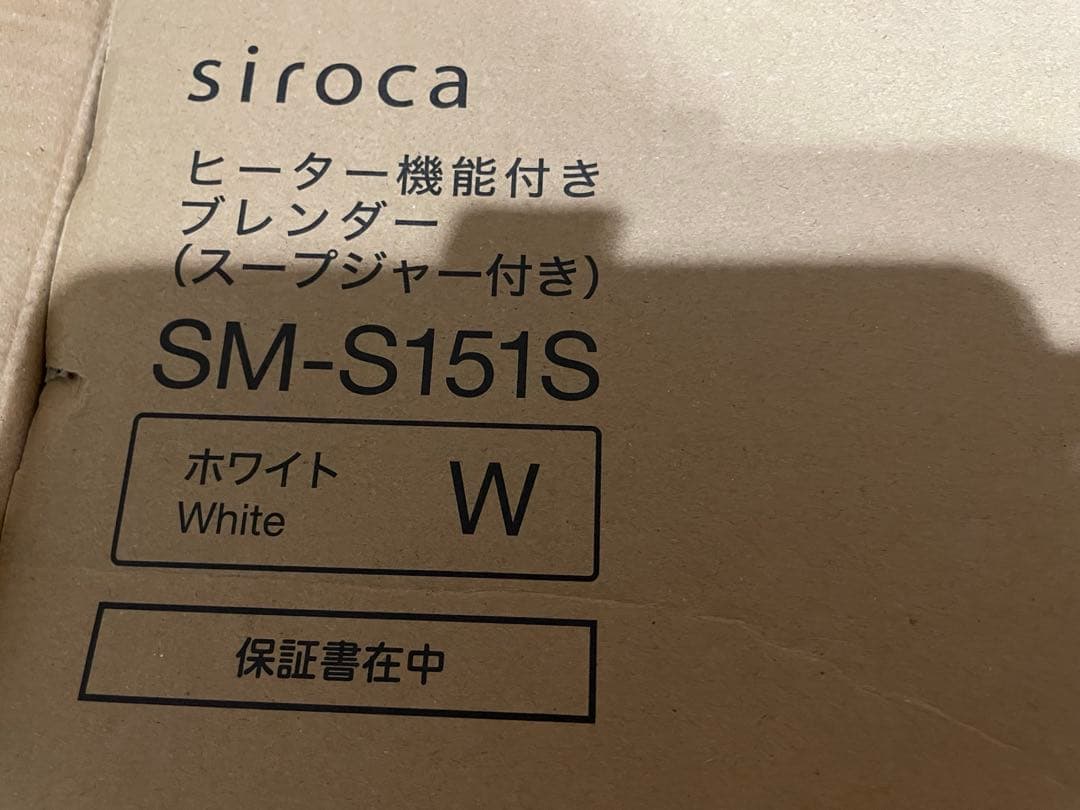 siroca
ヒーター機能付き
ブレンダー
(スープジャー付き)
SM-S151S
ホワイト W
White
保証書在中